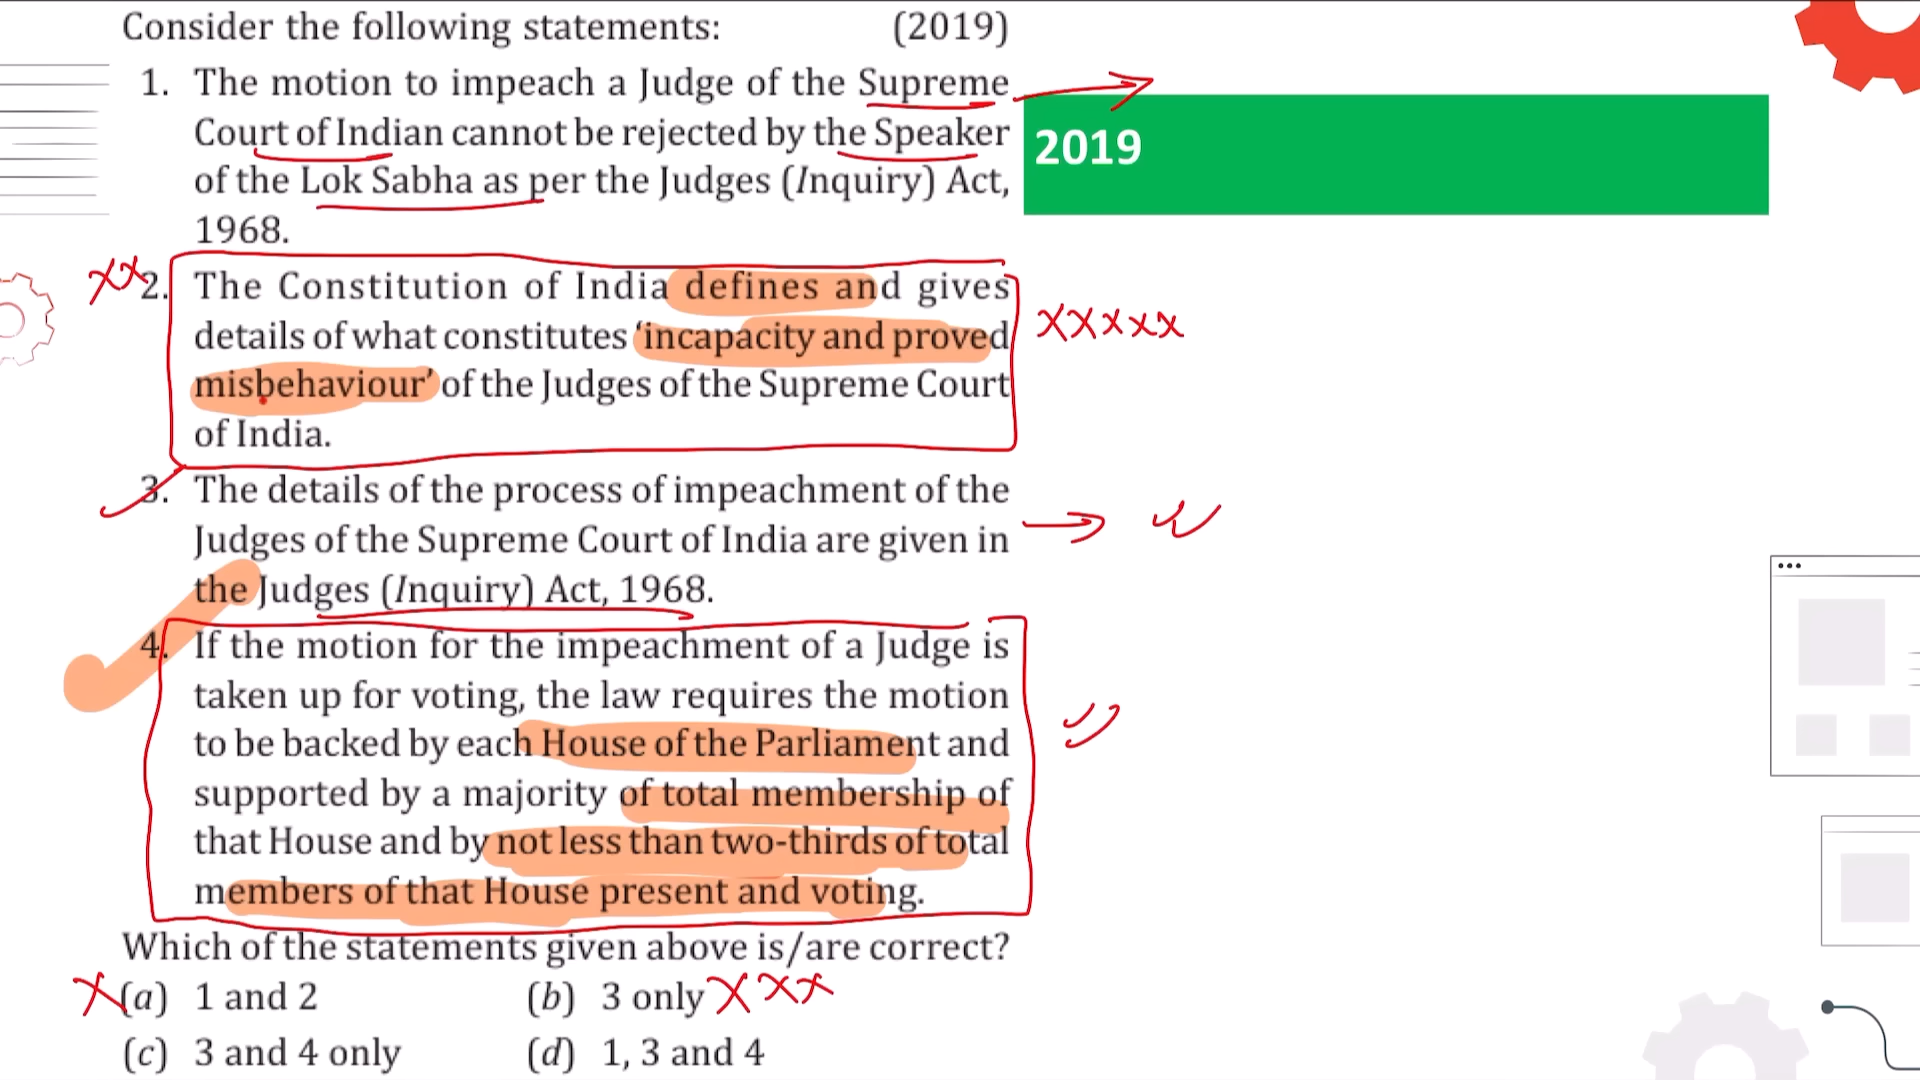 Consider the following statements: (2019)
1. The motion to impeach a Judge of the Supreme
Court of Indian cannot be rejected by the Speaker
of the Lok Sabha as per the Judges (Inquiry) Act,
1968.
2019
2. The Constitution of India defines and gives
details of what constitutes ‘incapacity and proved
misbehaviour’ of the Judges of the Supreme Court
of India.
3. The details of the process of impeachment of the
Judges of the Supreme Court of India are given in
the Judges (Inquiry) Act, 1968.
4. If the motion for the impeachment of a Judge is
taken up for voting, the law requires the motion
to be backed by each House of the Parliament and
supported by a majority of total membership of
that House and by not less than two-thirds of total
members of that House present and voting.
Which of the statements given above is/are correct?
(a) 1 and 2 (b) 3 only
(c) 3 and 4 only (d) 1, 3 and 4